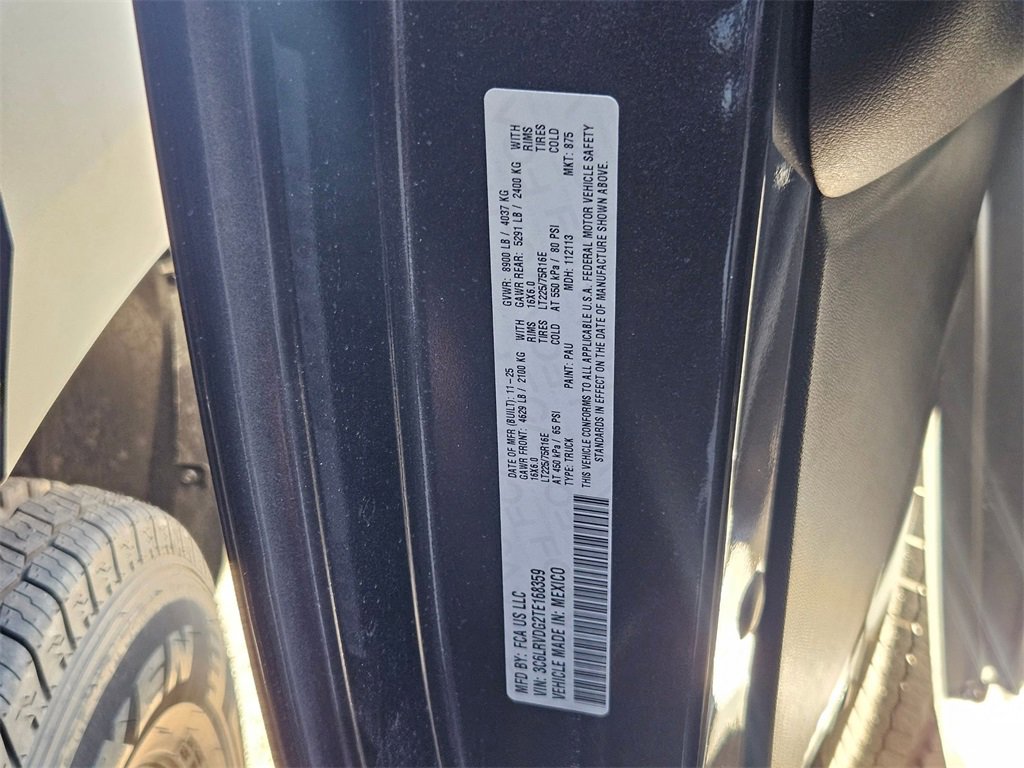 MFD BY: FCA US LLC
VIN: 3C6LRVDG2TE168359
VEHICLE MADE IN: MEXICO
DATE OF MFR (BUILT): 11-25
GAWR FRONT: 4629 LB / 2100 KG WITH
16X6.0 RIMS
LT225/75R16E TIRES
AT 450 kPa / 65 PSI COLD
TYPE: TRUCK PAINT: PAU MDH: 112113 MKT: 875
GVWR: 8900 LB / 4037 KG
GAWR REAR: 5291 LB / 2400 KG WITH
16X6.0 RIMS
LT225/75R16E TIRES
AT 550 kPa / 80 PSI COLD
THIS VEHICLE CONFORMS TO ALL APPLICABLE U.S.A. FEDERAL MOTOR VEHICLE SAFETY
STANDARDS IN EFFECT ON THE DATE OF MANUFACTURE SHOWN ABOVE.